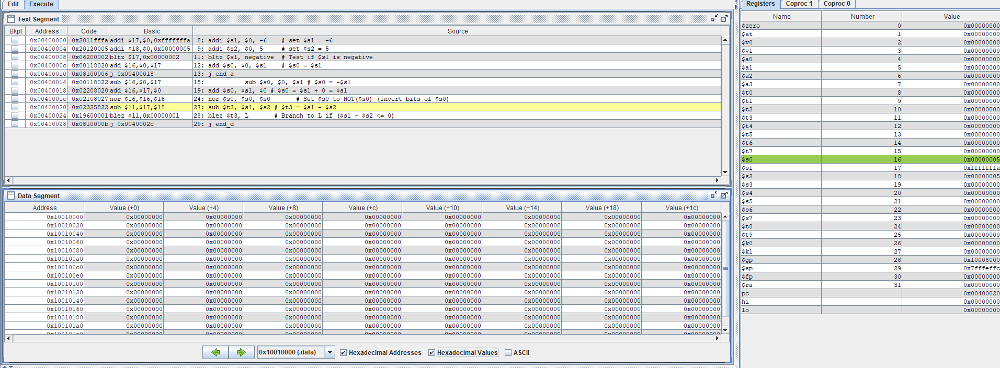 Edit Execute
Text Segment
Bkpt Address Code Basic Source
0x00400000 0x2011fffa addi $17,$0,0xfffffffa 8: addi $s1, $0, -6 # set $s1 = -6
0x00400004 0x20120005 addi $18,$0,0x00000005 9: addi $s2, $0, 5 # set $s2 = 5
0x00400008 0x06200002 bltz $17,0x00000002 11: bltz $s1, negative # Test if $s1 is negative
0x0040000c 0x00118020 add $16,$0,$17 12: add $s0, $0, $s1 # $s0 = $s1
0x00400010 0x08100006 j 0x00400018 13: j end_a
0x00400014 0x00118022 sub $16,$0,$17 15: sub $s0, $0, $s1 # $s0 = -$s1
0x00400018 0x02208020 add $16,$17,$0 19: add $s0, $s1, $0 # $s0 = $s1 + 0 = $s1
0x0040001c 0x02108027 nor $16,$16,$16 24: nor $s0, $s0, $s0 # Set $s0 to NOT($s0) (Invert bits of $s0)
0x00400020 0x02325822 sub $11,$17,$18 27: sub $t3, $s1, $s2 # $t3 = $s1 - $s2
0x00400024 0x19600001 blez $11,0x00000001 28: blez $t3, L # Branch to L if ($s1 - $s2 <= 0)
0x00400028 0x0810000b j 0x0040002c 29: j end_d
Data Segment
Address Value (+0) Value (+4) Value (+8) Value (+c) Value (+10) Value (+14) Value (+18) Value (+1c)
0x10010000 0x00000000 0x00000000 0x00000000 0x00000000 0x00000000 0x00000000 0x00000000 0x00000000
0x10010020 0x00000000 0x00000000 0x00000000 0x00000000 0x00000000 0x00000000 0x00000000 0x00000000
0x10010040 0x00000000 0x00000000 0x00000000 0x00000000 0x00000000 0x00000000 0x00000000 0x00000000
0x10010060 0x00000000 0x00000000 0x00000000 0x00000000 0x00000000 0x00000000 0x00000000 0x00000000
0x10010080 0x00000000 0x00000000 0x00000000 0x00000000 0x00000000 0x00000000 0x00000000 0x00000000
0x100100a0 0x00000000 0x00000000 0x00000000 0x00000000 0x00000000 0x00000000 0x00000000 0x00000000
0x100100c0 0x00000000 0x00000000 0x00000000 0x00000000 0x00000000 0x00000000 0x00000000 0x00000000
0x100100e0 0x00000000 0x00000000 0x00000000 0x00000000 0x00000000 0x00000000 0x00000000 0x00000000
0x10010100 0x00000000 0x00000000 0x00000000 0x00000000 0x00000000 0x00000000 0x00000000 0x00000000
0x10010120 0x00000000 0x00000000 0x00000000 0x00000000 0x00000000 0x00000000 0x00000000 0x00000000
0x10010140 0x00000000 0x00000000 0x00000000 0x00000000 0x00000000 0x00000000 0x00000000 0x00000000
0x10010160 0x00000000 0x00000000 0x00000000 0x00000000 0x00000000 0x00000000 0x00000000 0x00000000
0x10010180 0x00000000 0x00000000 0x00000000 0x00000000 0x00000000 0x00000000 0x00000000 0x00000000
0x100101a0 0x00000000 0x00000000 0x00000000 0x00000000 0x00000000 0x00000000 0x00000000 0x00000000
0x100101c0 0x00000000 0x00000000 0x00000000 0x00000000 0x00000000 0x00000000 0x00000000 0x00000000
0x10010000 (.data) Hexadecimal Addresses Hexadecimal Values ASCII
Registers Coproc 1 Coproc 0
Name Number Value
$zero 0 0x00000000
$at 1 0x00000000
$v0 2 0x00000000
$v1 3 0x00000000
$a0 4 0x00000000
$a1 5 0x00000000
$a2 6 0x00000000
$a3 7 0x00000000
$t0 8 0x00000000
$t1 9 0x00000000
$t2 10 0x00000000
$t3 11 0x00000000
$t4 12 0x00000000
$t5 13 0x00000000
$t6 14 0x00000000
$t7 15 0x00000000
$s0 16 0x00000005
$s1 17 0xfffffffa
$s2 18 0x00000005
$s3 19 0x00000000
$s4 20 0x00000000
$s5 21 0x00000000
$s6 22 0x00000000
$s7 23 0x00000000
$t8 24 0x00000000
$t9 25 0x00000000
$k0 26 0x00000000
$k1 27 0x00000000
$gp 28 0x10008000
$sp 29 0x7fffeffc
$fp 30 0x00000000
$ra 31 0x00000000
pc 0x00400020
hi 0x00000000
lo 0x00000000